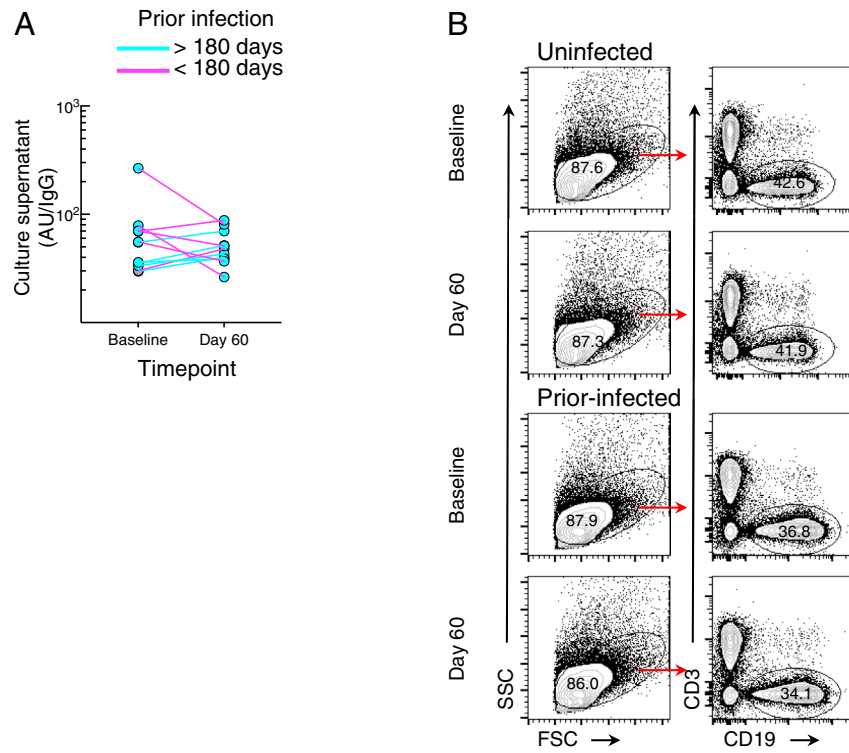 A
Prior infection
> 180 days
< 180 days
10³
10²
Culture supernatant
(AU/IgG)
Baseline
Day 60
Timepoint
B
Uninfected
Baseline
87.6
42.6
Day 60
87.3
41.9
Prior-infected
Baseline
87.9
36.8
Day 60
86.0
34.1
SSC
CD3
FSC
CD19